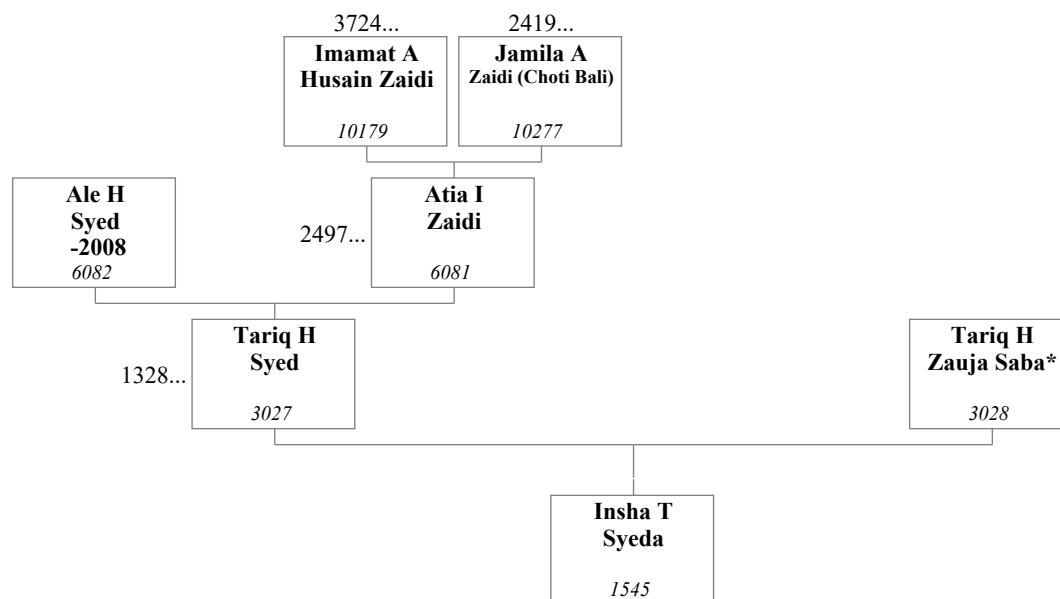 3724...
2419...
Imamat A
Husain Zaidi
10179
Jamila A
Zaidi (Choti Bali)
10277
Ale H
Syed
-2008
6082
2497...
Atia I
Zaidi
6081
1328...
Tariq H
Syed
3027
Tariq H
Zauja Saba*
3028
Insha T
Syeda
1545